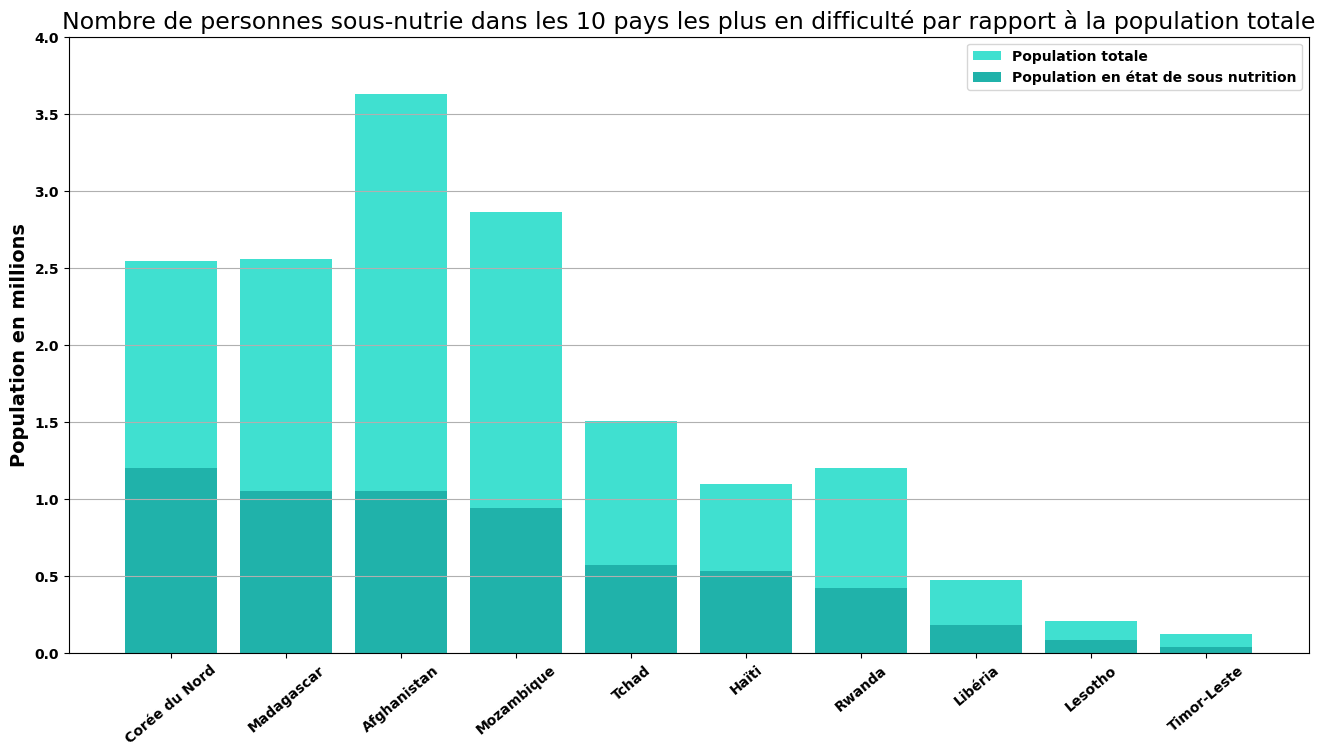 Nombre de personnes sous-nutrie dans les 10 pays les plus en difficulté par rapport à la population totale
Population totale
Population en état de sous nutrition
Population en millions
4.0
3.5
3.0
2.5
2.0
1.5
1.0
0.5
0.0
Corée du Nord
Madagascar
Afghanistan
Mozambique
Tchad
Haïti
Rwanda
Libéria
Lesotho
Timor-Leste